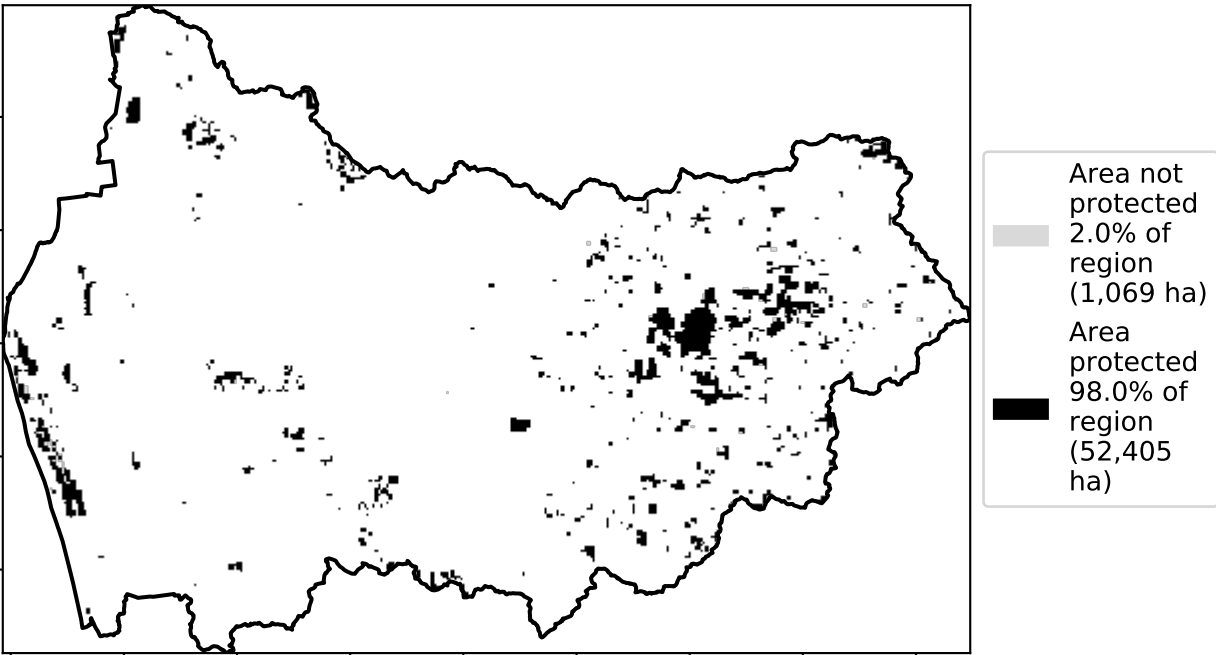 Area not
protected
2.0% of
region
(1,069 ha)
Area
protected
98.0% of
region
(52,405
ha)